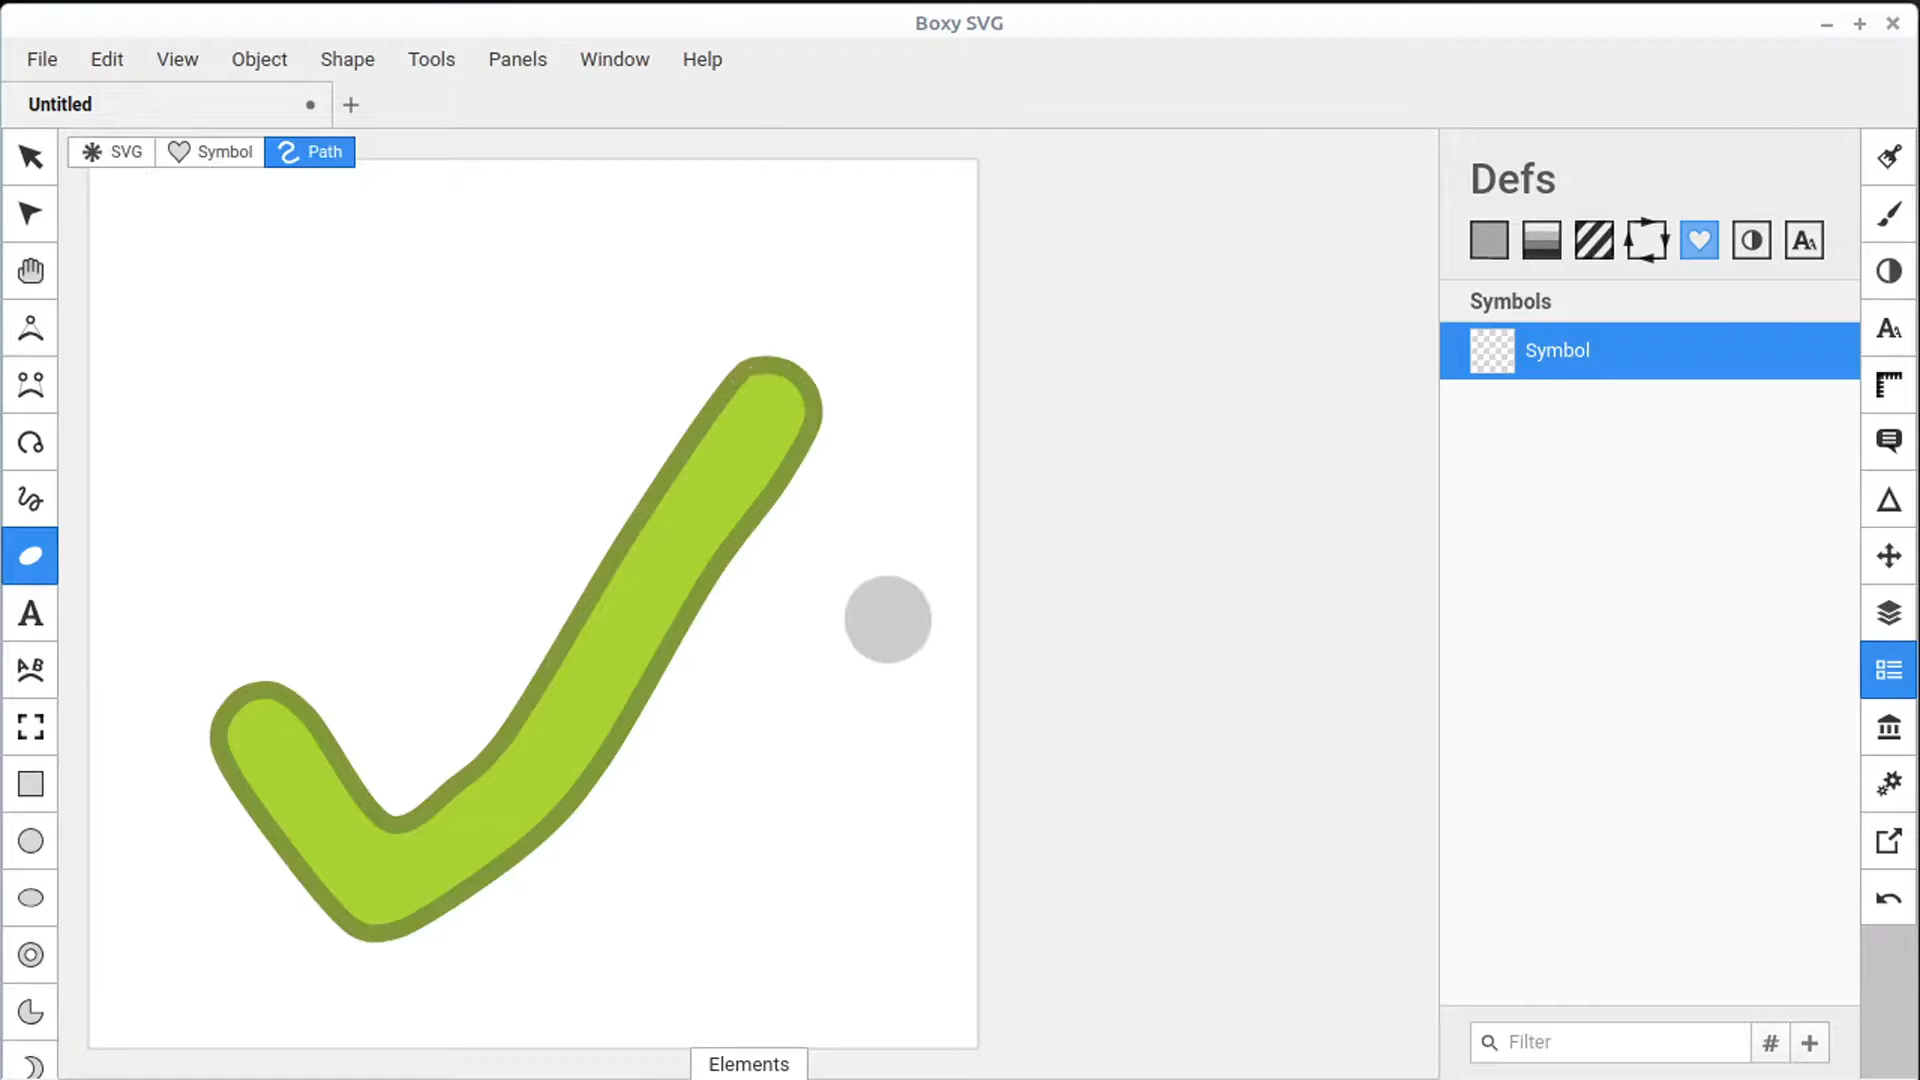 Boxy SVG
File Edit View Object Shape Tools Panels Window Help
Untitled
SVG Symbol Path
Defs
Symbols
Symbol
Filter
Elements